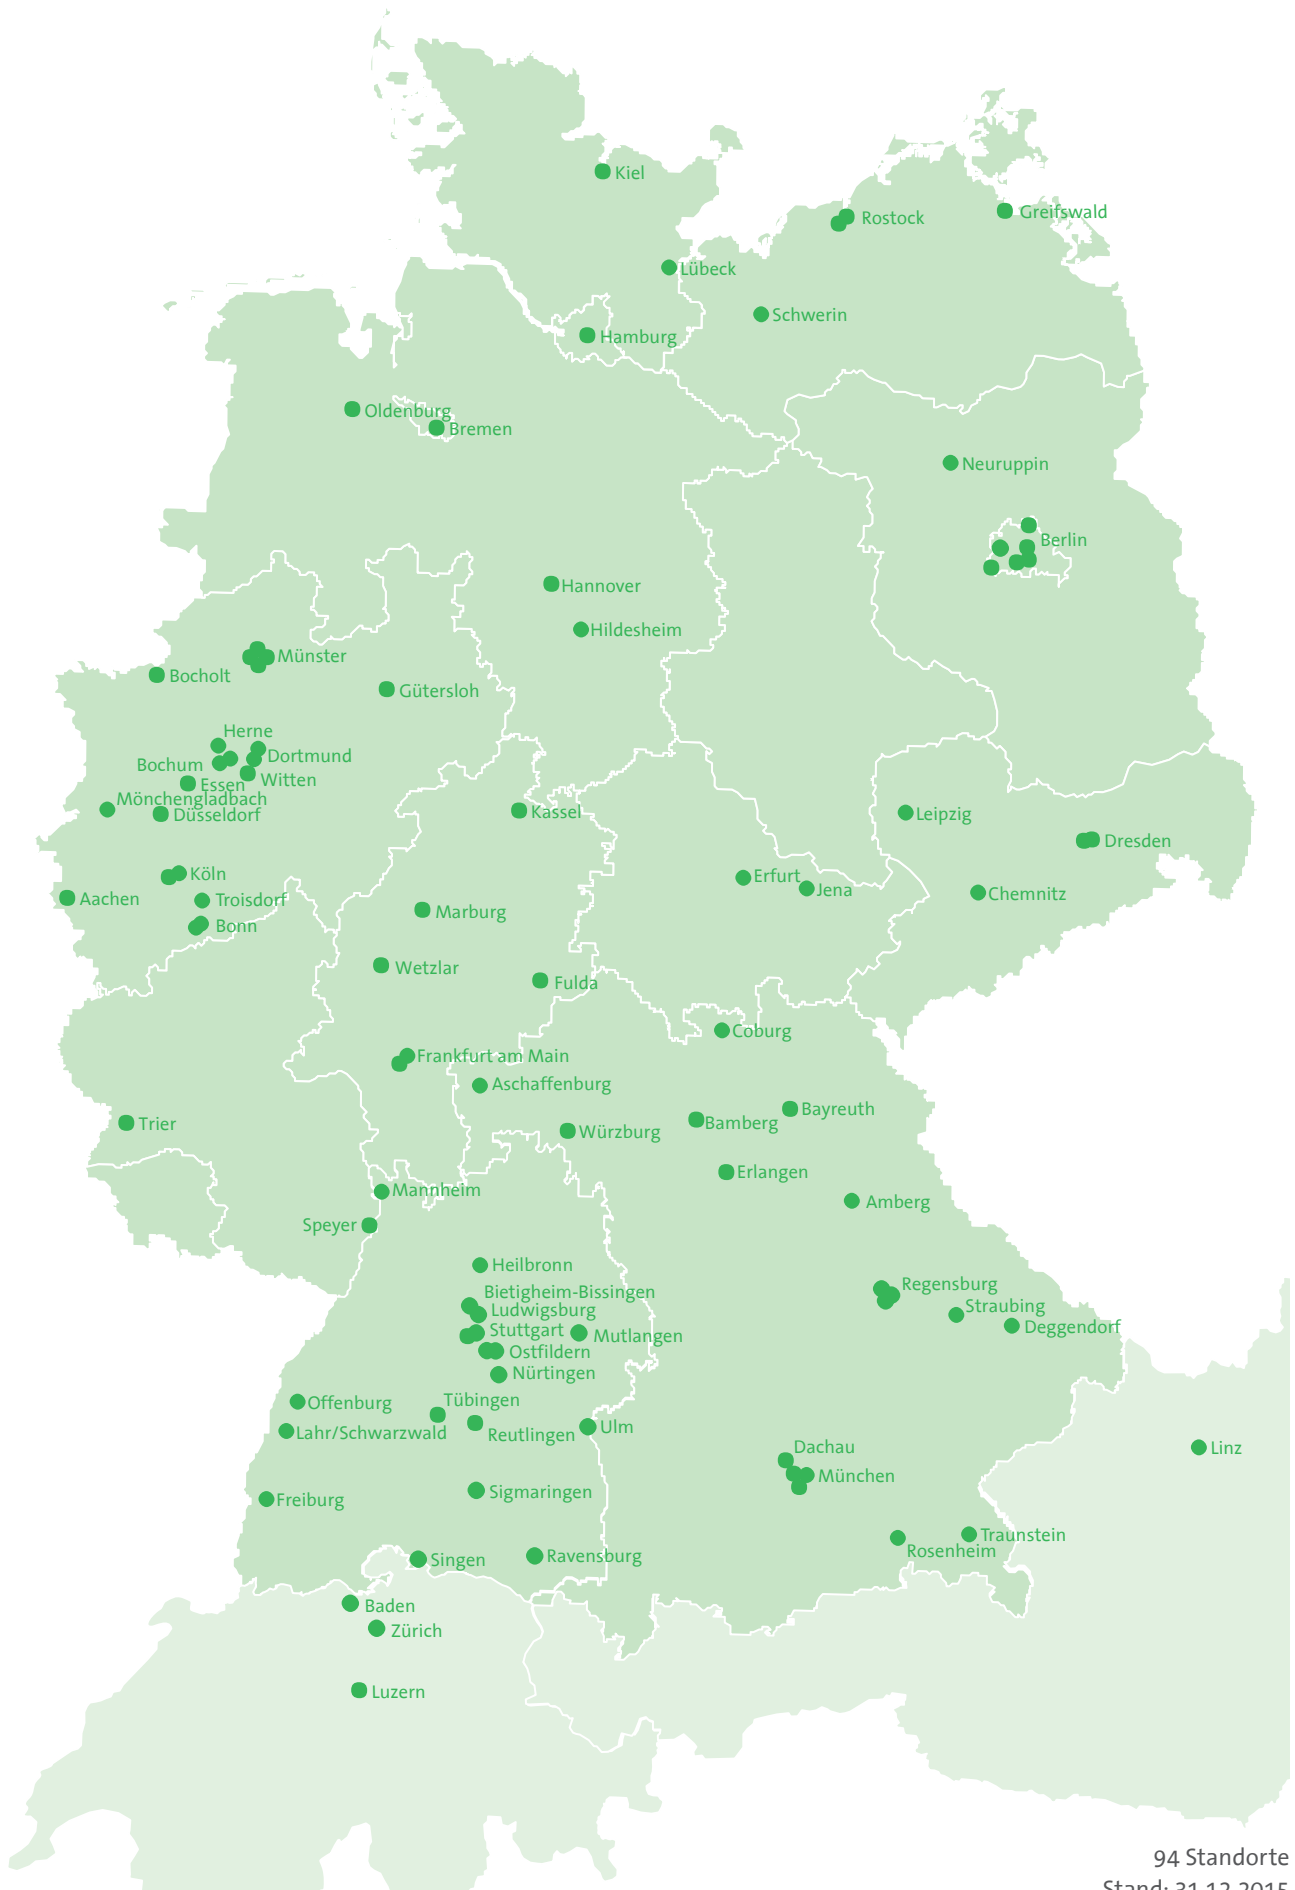 Kiel
Greifswald
Rostock
Lübeck
Schwerin
Hamburg
Oldenburg
Bremen
Neuruppin
Berlin
Hannover
Hildesheim
Münster
Bocholt
Gütersloh
Herne
Dortmund
Bochum
Witten
Essen
Mönchengladbach
Düsseldorf
Kassel
Leipzig
Dresden
Köln
Erfurt
Jena
Chemnitz
Aachen
Troisdorf
Marburg
Bonn
Wetzlar
Fulda
Coburg
Frankfurt am Main
Aschaffenburg
Bayreuth
Trier
Bamberg
Würzburg
Erlangen
Mannheim
Amberg
Speyer
Heilbronn
Regensburg
Bietigheim-Bissingen
Straubing
Ludwigsburg
Deggendorf
Stuttgart
Mutlangen
Ostfildern
Nürtingen
Tübingen
Offenburg
Ulm
Lahr/Schwarzwald
Reutlingen
Dachau
Linz
München
Sigmaringen
Freiburg
Traunstein
Rosenheim
Ravensburg
Singen
Baden
Zürich
Luzern
94 Standorte
Stand: 31.12.2015